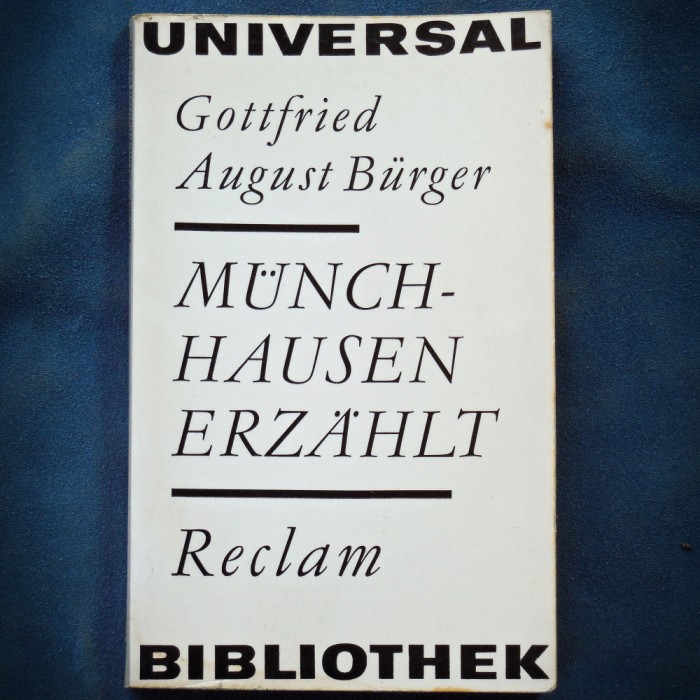 UNIVERSAL
Gottfried
August Bürger
MÜNCH-
HAUSEN
ERZÄHLT
Reclam
BIBLIOTHEK